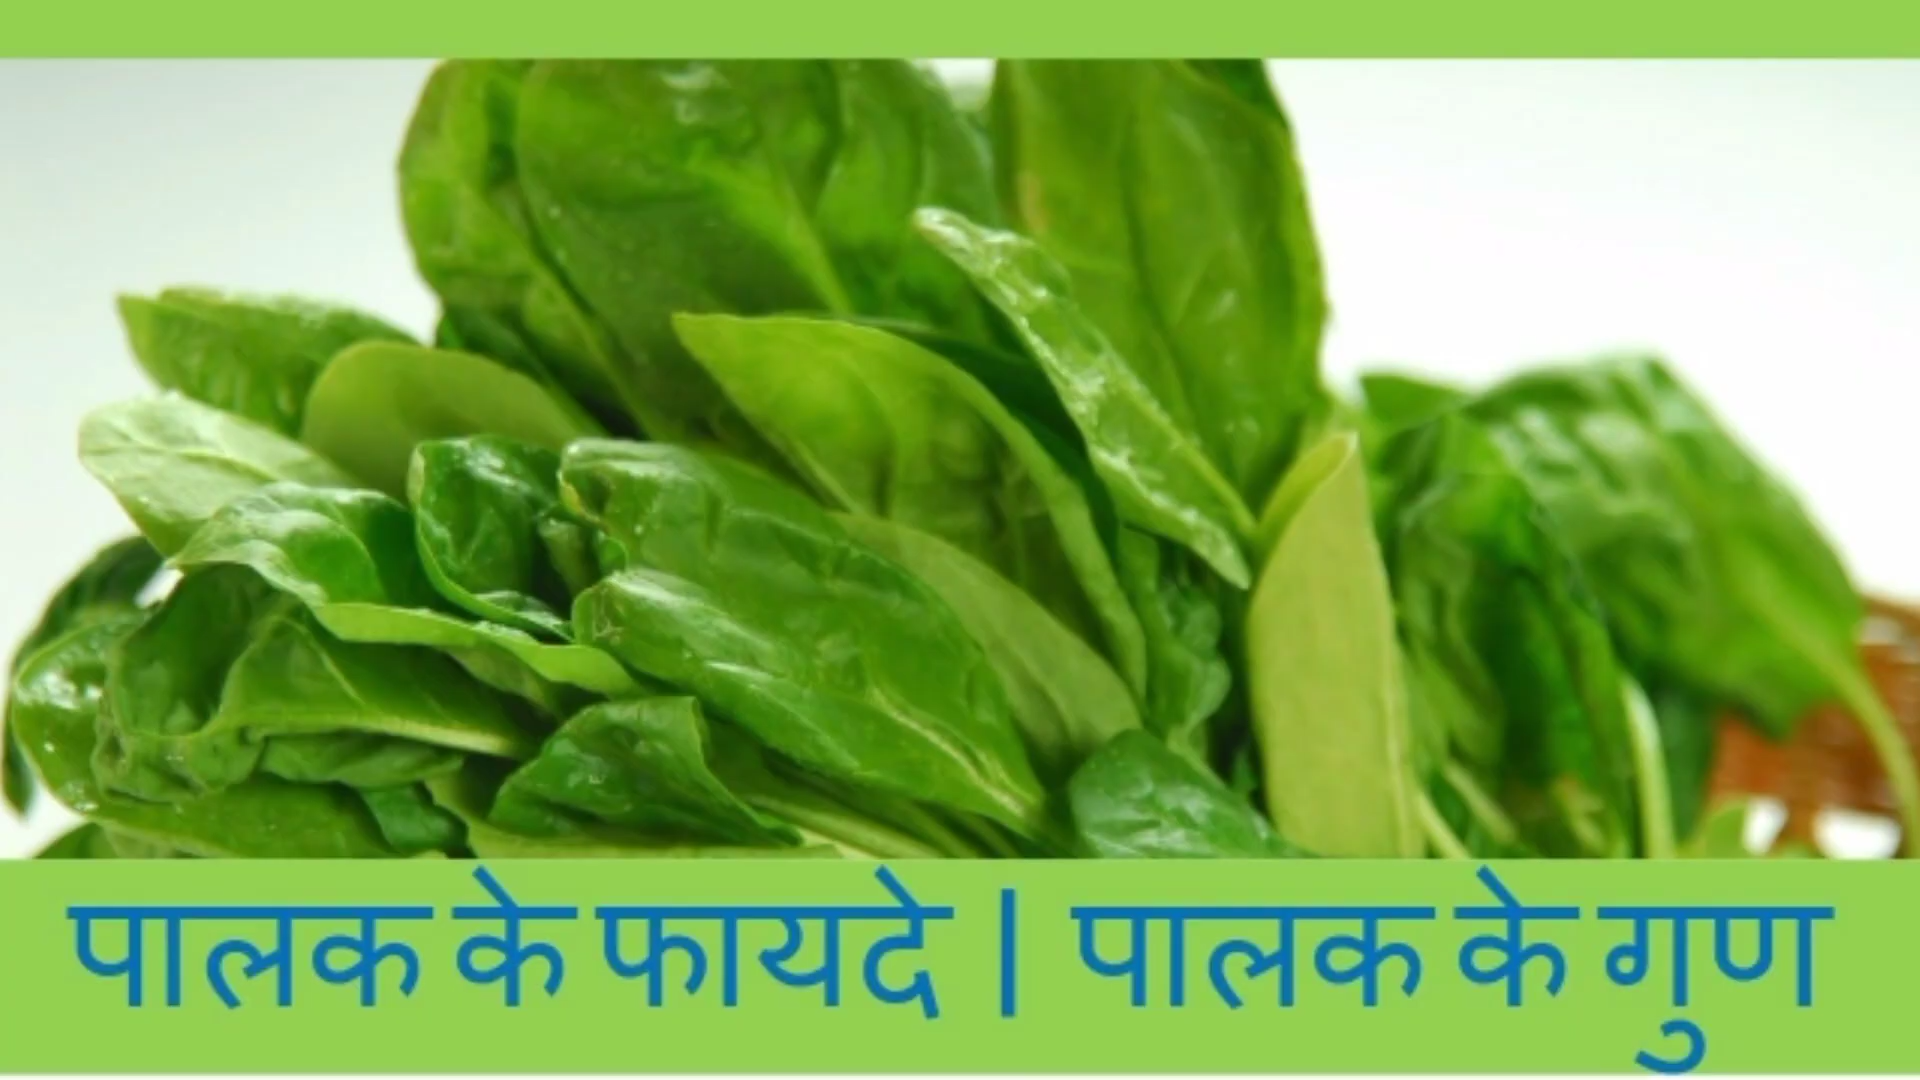 पालक के फायदे | पालक के गुण